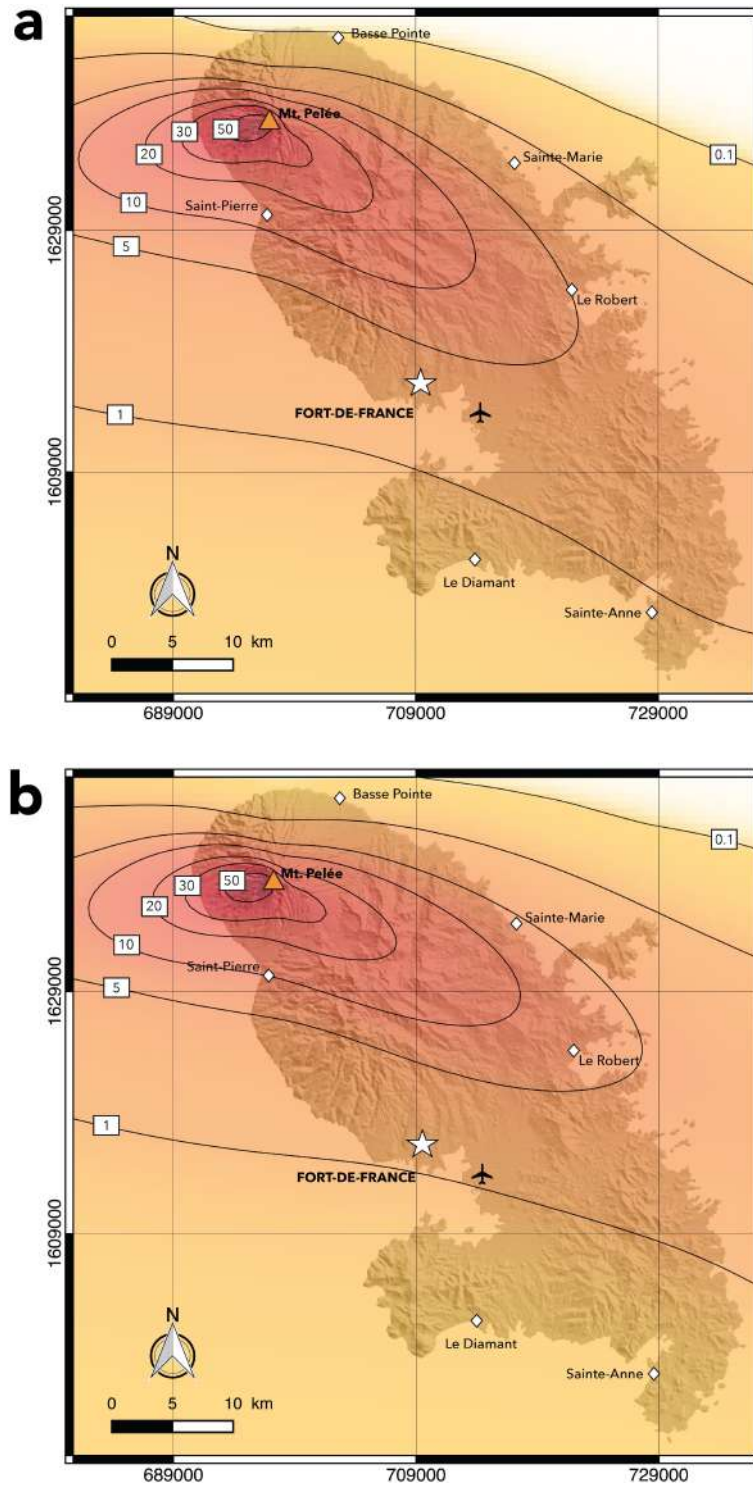 a
Basse Pointe
Mt. Pelée
30
50
20
0.1
Sainte-Marie
10
Saint-Pierre
5
1629000
Le Robert
1
FORT-DE-FRANCE
1609000
N
Le Diamant
Sainte-Anne
0 5 10 km
689000 709000 729000
b
Basse Pointe
0.1
Mt. Pelée
30
50
20
Sainte-Marie
10
Saint-Pierre
5
1629000
Le Robert
1
FORT-DE-FRANCE
1609000
N
Le Diamant
Sainte-Anne
0 5 10 km
689000 709000 729000